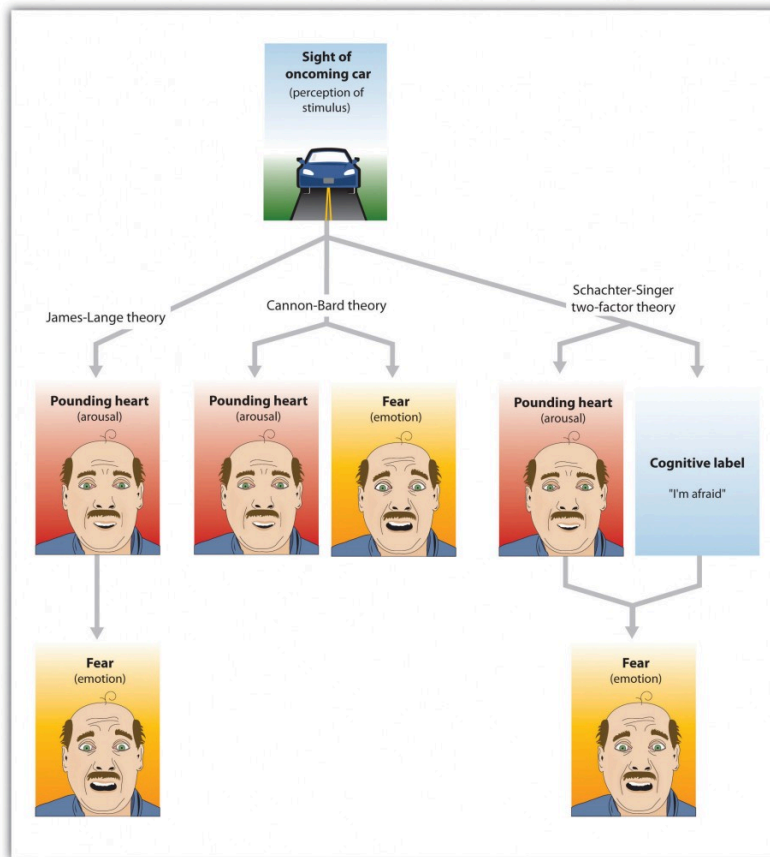 Sight of
oncoming car
(perception of
stimulus)
James-Lange theory
Cannon-Bard theory
Schachter-Singer
two-factor theory
Pounding heart
(arousal)
Pounding heart
(arousal)
Fear
(emotion)
Pounding heart
(arousal)
Cognitive label
"I'm afraid"
Fear
(emotion)
Fear
(emotion)